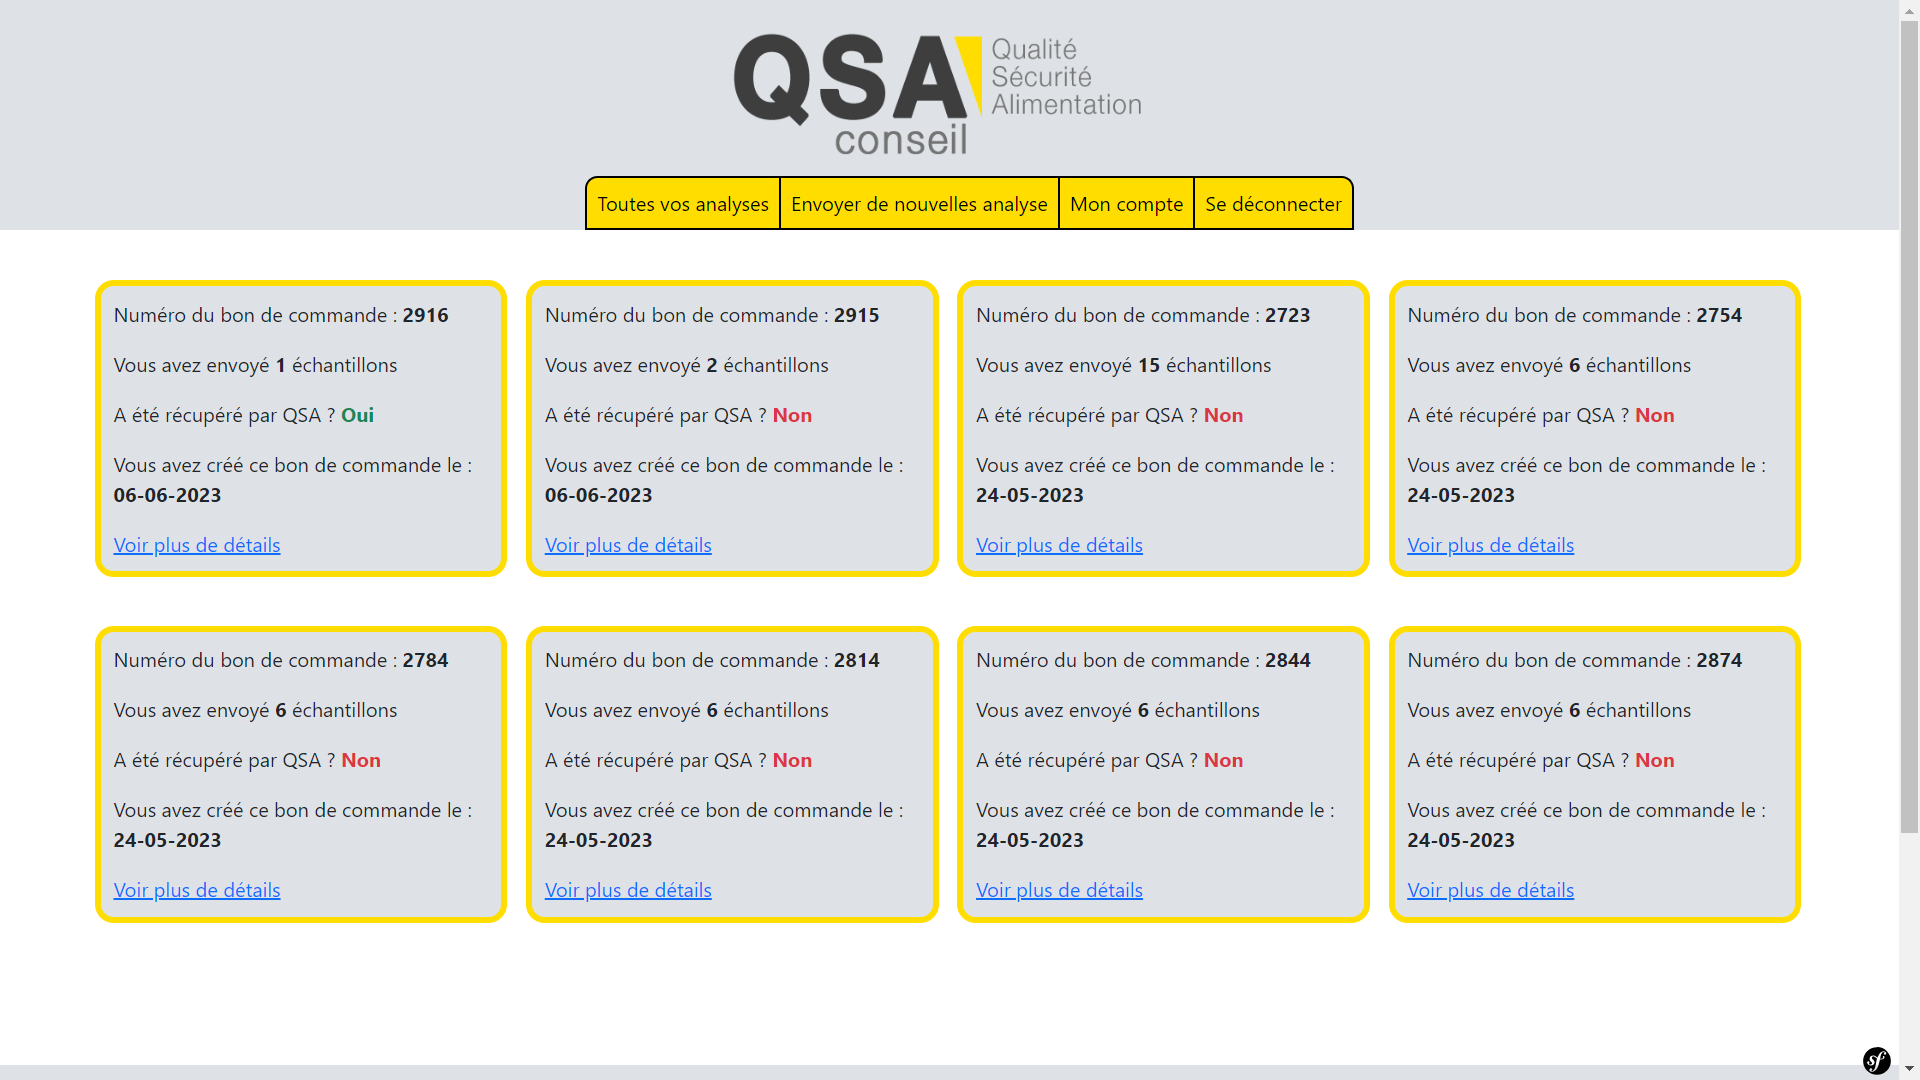 QSA
conseil
Qualité
Sécurité
Alimentation
Toutes vos analyses
Envoyer de nouvelles analyse
Mon compte
Se déconnecter
Numéro du bon de commande : 2916
Vous avez envoyé 1 échantillons
A été récupéré par QSA ? Oui
Vous avez créé ce bon de commande le :
06-06-2023
Voir plus de détails
Numéro du bon de commande : 2915
Vous avez envoyé 2 échantillons
A été récupéré par QSA ? Non
Vous avez créé ce bon de commande le :
06-06-2023
Voir plus de détails
Numéro du bon de commande : 2723
Vous avez envoyé 15 échantillons
A été récupéré par QSA ? Non
Vous avez créé ce bon de commande le :
24-05-2023
Voir plus de détails
Numéro du bon de commande : 2754
Vous avez envoyé 6 échantillons
A été récupéré par QSA ? Non
Vous avez créé ce bon de commande le :
24-05-2023
Voir plus de détails
Numéro du bon de commande : 2784
Vous avez envoyé 6 échantillons
A été récupéré par QSA ? Non
Vous avez créé ce bon de commande le :
24-05-2023
Voir plus de détails
Numéro du bon de commande : 2814
Vous avez envoyé 6 échantillons
A été récupéré par QSA ? Non
Vous avez créé ce bon de commande le :
24-05-2023
Voir plus de détails
Numéro du bon de commande : 2844
Vous avez envoyé 6 échantillons
A été récupéré par QSA ? Non
Vous avez créé ce bon de commande le :
24-05-2023
Voir plus de détails
Numéro du bon de commande : 2874
Vous avez envoyé 6 échantillons
A été récupéré par QSA ? Non
Vous avez créé ce bon de commande le :
24-05-2023
Voir plus de détails
sf